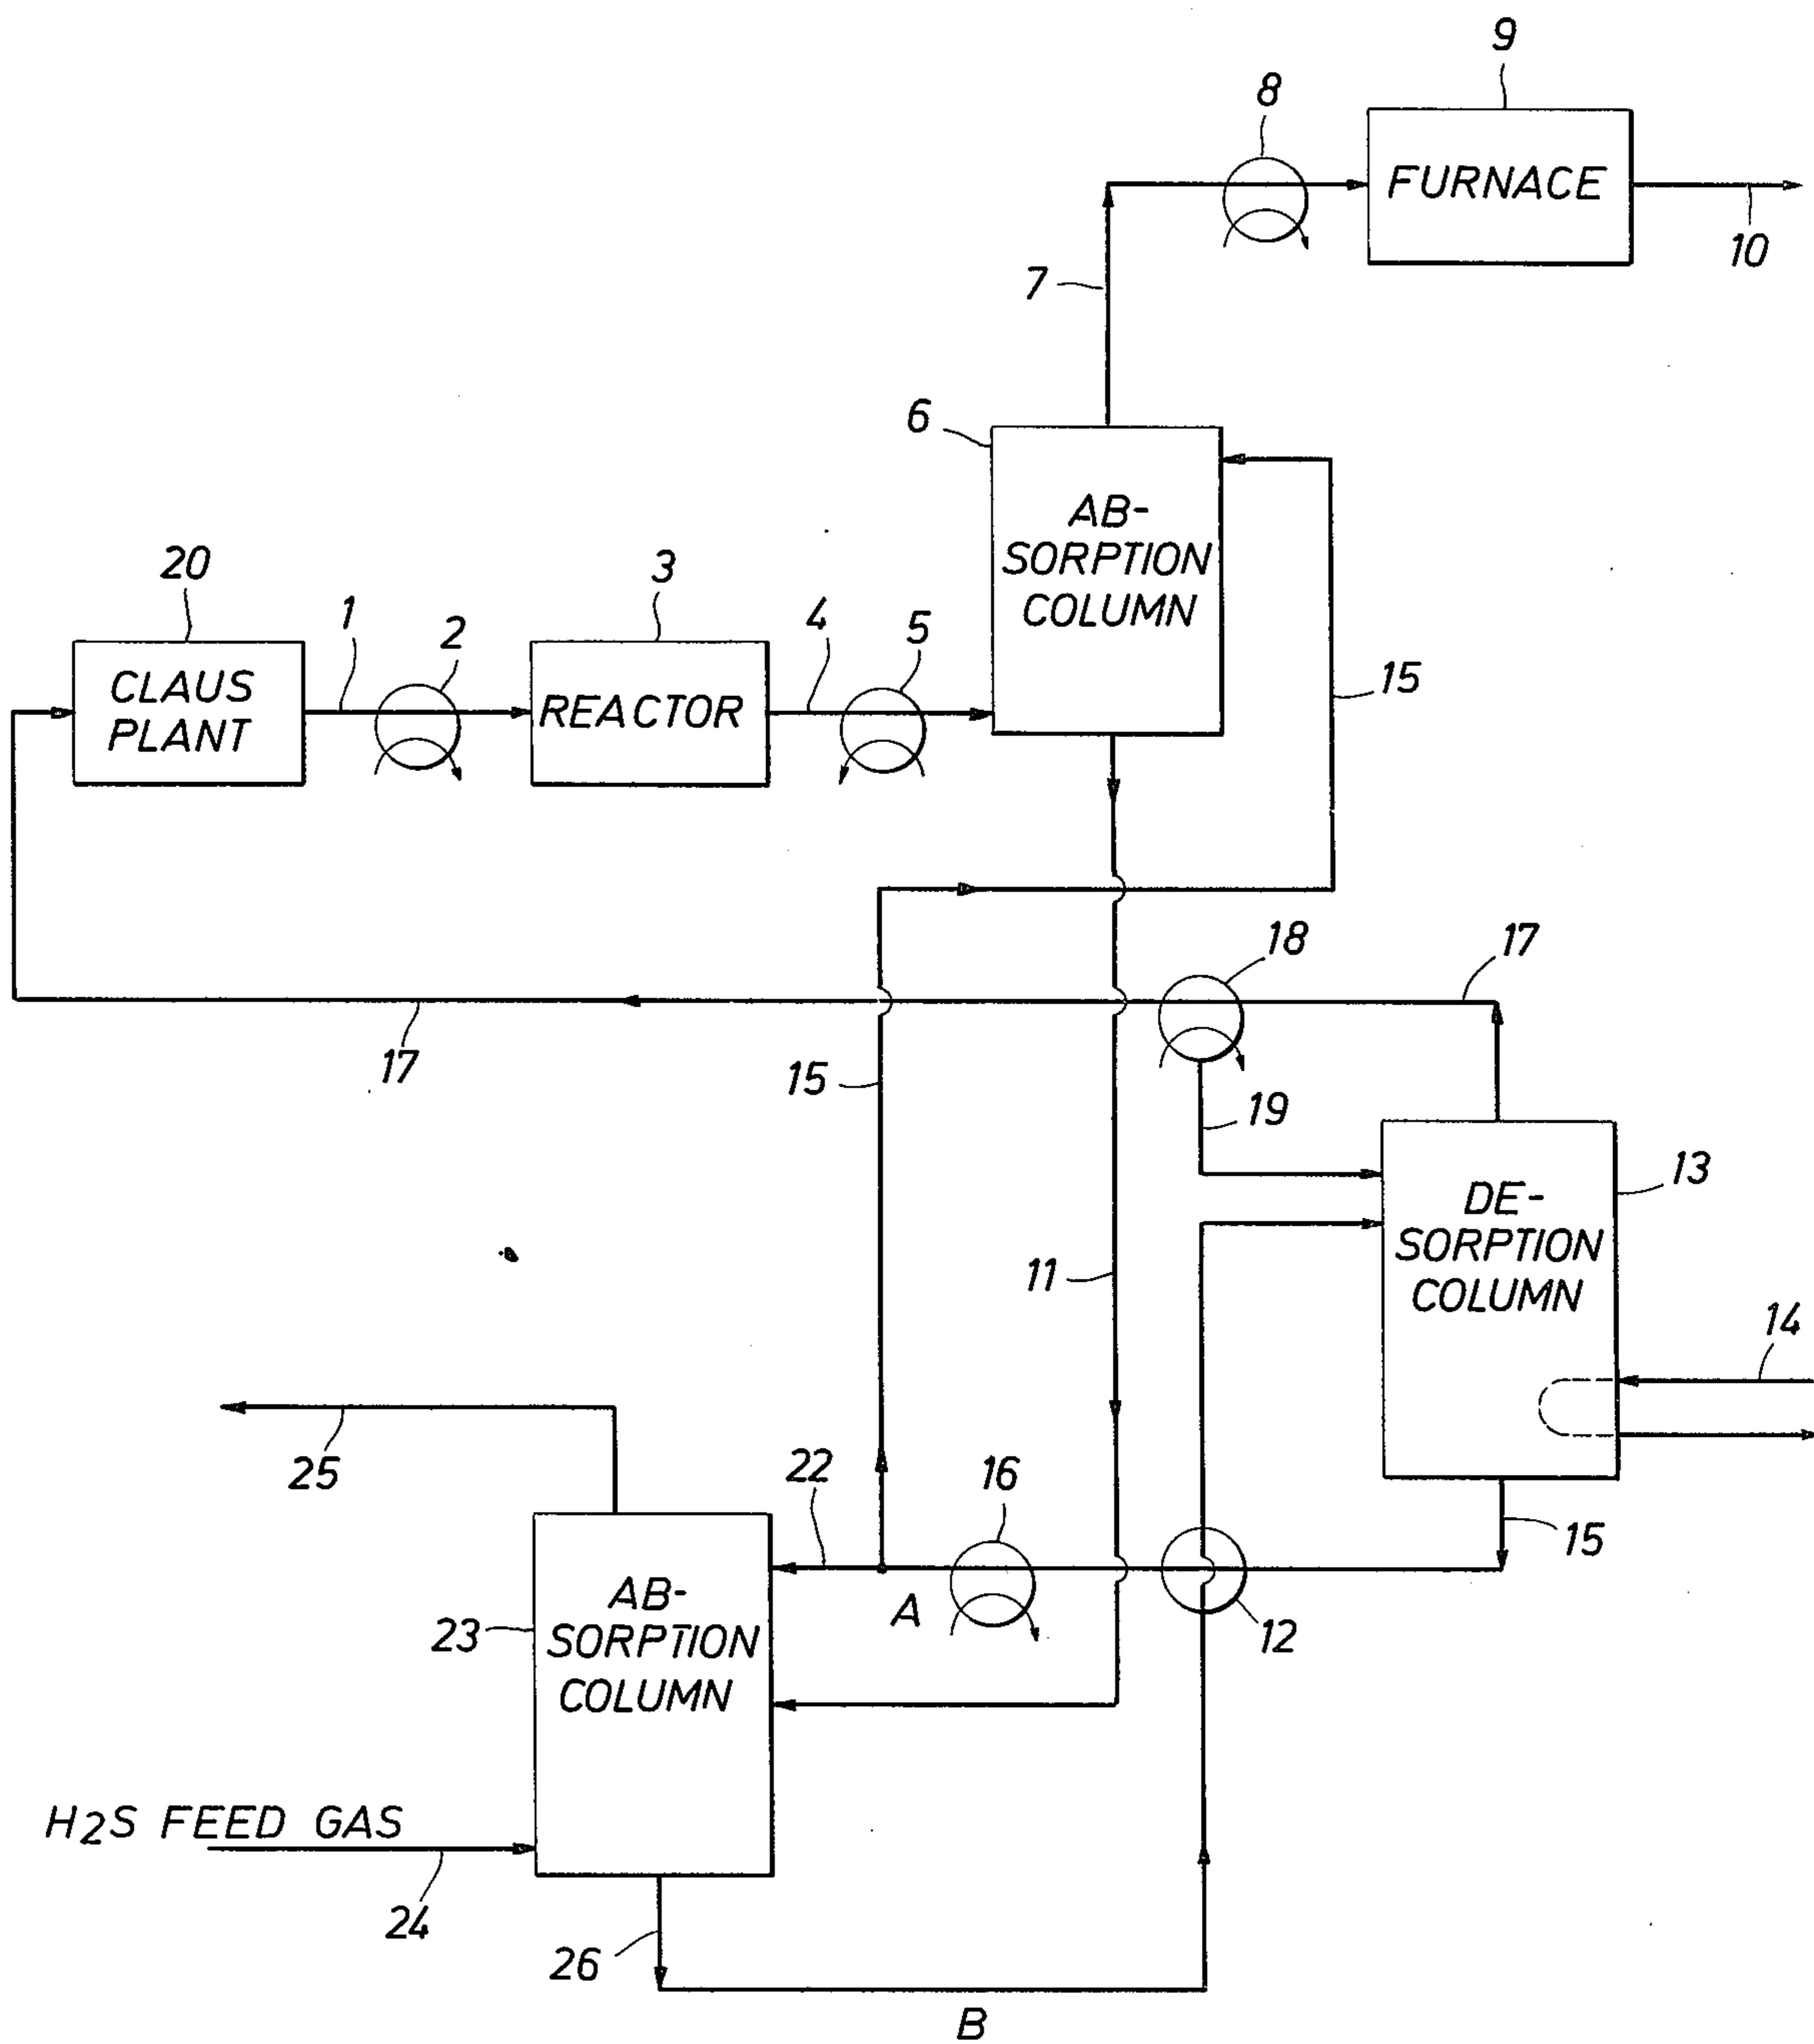 9
8
FURNACE
10
7
6
AB-
SORPTION
COLUMN
20
1
2
3
4
5
15
CLAUS
PLANT
REACTOR
18
17
17
15
19
13
DE-
SORPTION
COLUMN
11
14
25
22
16
15
A
12
23
AB-
SORPTION
COLUMN
H2S FEED GAS
24
26
B